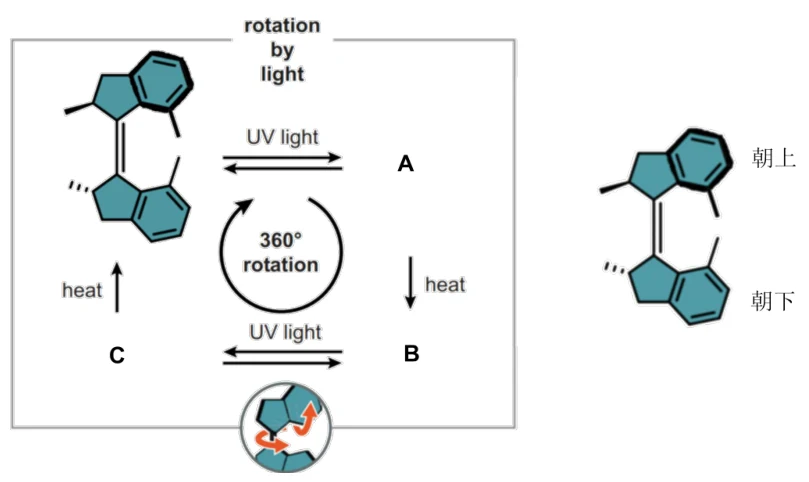 rotation
by
light
UV light
A
360°
rotation
heat
heat
UV light
C
B
朝上
朝下